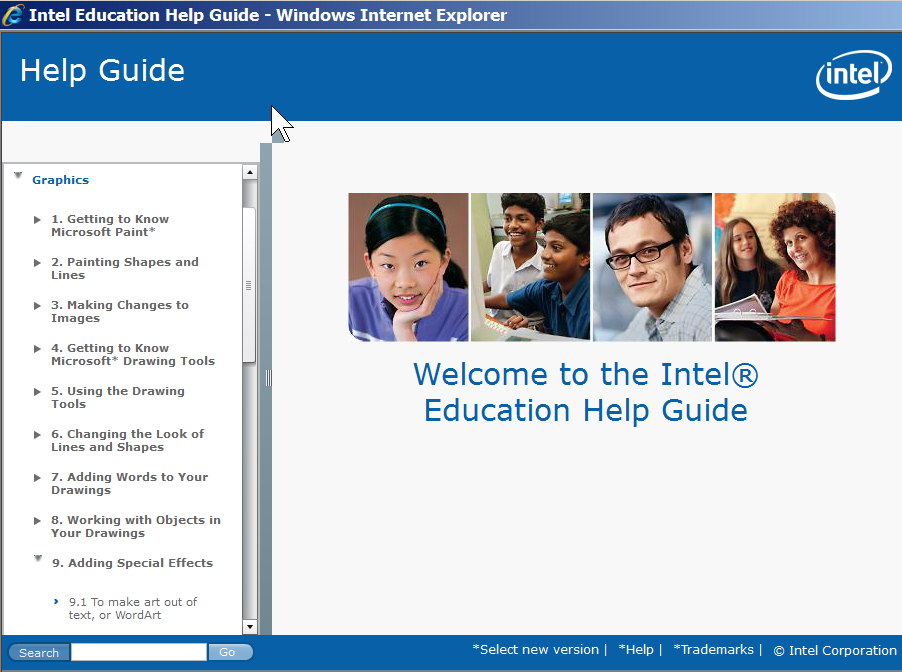 Intel Education Help Guide - Windows Internet Explorer
Help Guide
intel
Graphics
1. Getting to Know
Microsoft Paint*
2. Painting Shapes and
Lines
3. Making Changes to
Images
4. Getting to Know
Microsoft* Drawing Tools
5. Using the Drawing
Tools
6. Changing the Look of
Lines and Shapes
7. Adding Words to Your
Drawings
8. Working with Objects in
Your Drawings
9. Adding Special Effects
9.1 To make art out of
text, or WordArt
Welcome to the Intel®
Education Help Guide
Search
Go
*Select new version | *Help | *Trademarks | © Intel Corporation